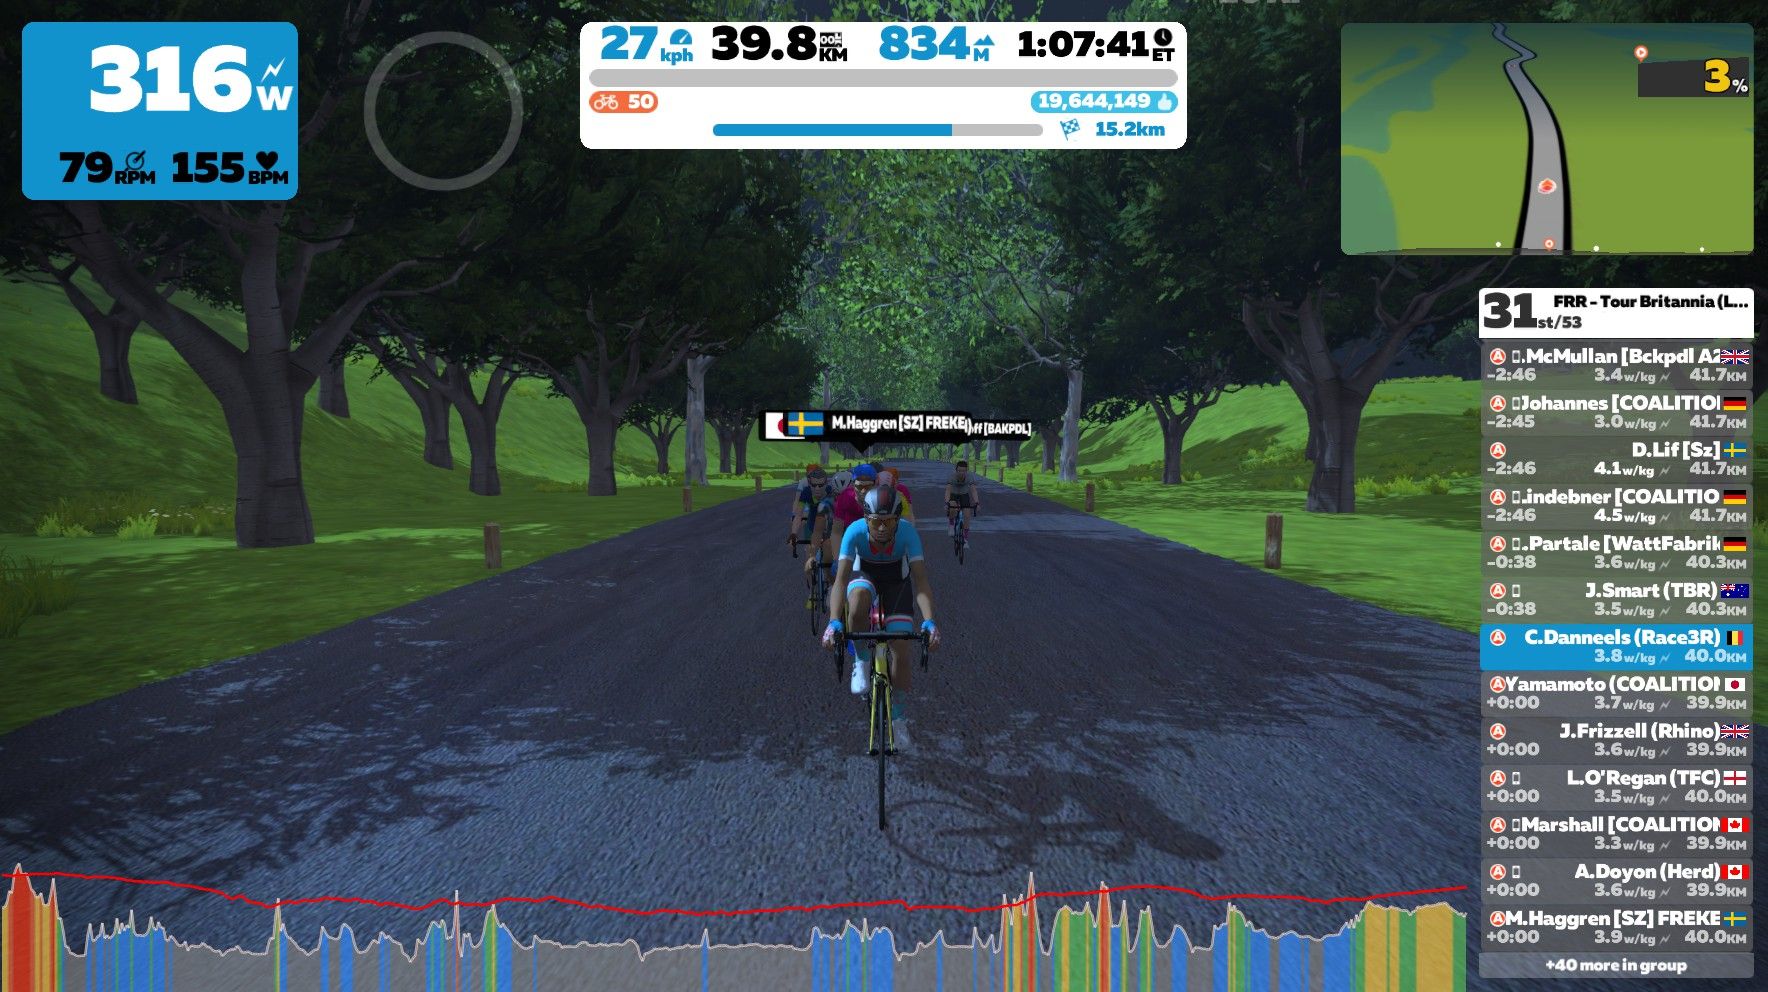 316 W
79 RPM 155 BPM
27 kph 39.8 KM 834 M 1:07:41 ET
50
19,644,149
15.2km
3%
31st/53
FRR - Tour Britannia (L...
A .McMullan [Bckpdl A2
-2:46 3.4w/kg 41.7KM
A Johannes [COALITIO
-2:45 3.0w/kg 41.7KM
A D.Lif [Sz]
-2:46 4.1w/kg 41.7KM
A .indebner [COALITIO
-2:46 4.5w/kg 41.7KM
A .Partale [WattFabrik
-0:38 3.6w/kg 40.3KM
A J.Smart (TBR)
-0:38 3.5w/kg 40.3KM
A C.Danneels (Race3R)
3.8w/kg 40.0KM
A Yamamoto (COALITION
+0:00 3.7w/kg 39.9KM
A J.Frizzell (Rhino)
+0:00 3.6w/kg 39.9KM
A L.O'Regan (TFC)
+0:00 3.5w/kg 40.0KM
A Marshall [COALITION
+0:00 3.3w/kg 39.9KM
A A.Doyon (Herd)
+0:00 3.6w/kg 39.9KM
A M.Haggren [SZ] FREKE
+0:00 3.9w/kg 40.0KM
+40 more in group
M.Haggren [SZ] FREKE
ff [BAKPDL]